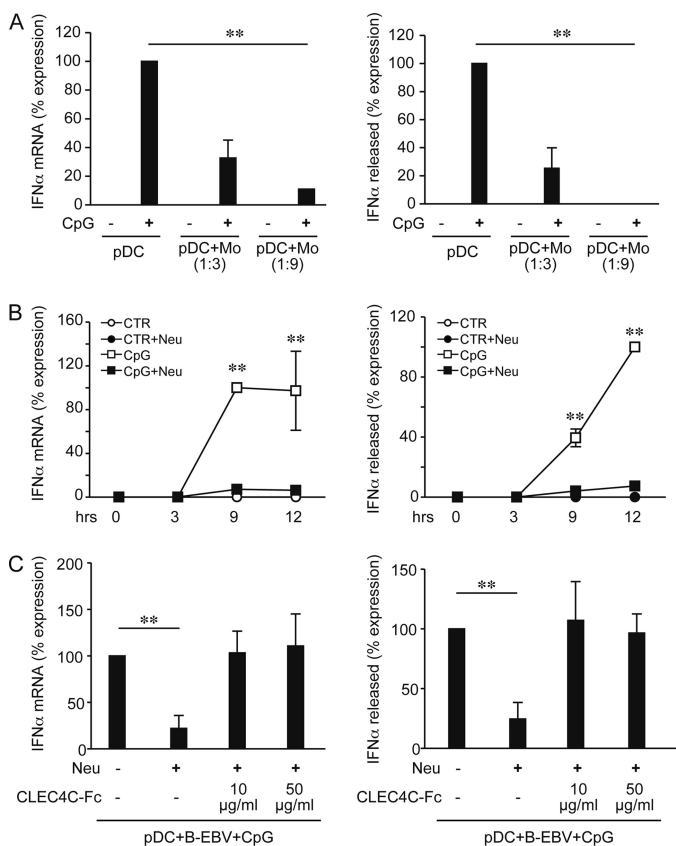 A
IFNα mRNA (% expression)
120
100
80
60
40
20
**
CpG - + - + - +
pDC pDC+Mo (1:3) pDC+Mo (1:9)
IFNα released (% expression)
120
100
80
60
40
20
**
CpG - + - + - +
pDC pDC+Mo (1:3) pDC+Mo (1:9)
B
IFNα mRNA (% expression)
160
120
80
40
0
CTR
CTR+Neu
CpG
CpG+Neu
**
**
hrs 0 3 9 12
IFNα released (% expression)
120
80
40
0
CTR
CTR+Neu
CpG
CpG+Neu
**
**
hrs 0 3 9 12
C
IFNα mRNA (% expression)
200
150
100
50
0
**
Neu - + + +
CLEC4C-Fc - - 10 µg/ml 50 µg/ml
pDC+B-EBV+CpG
IFNα released (% expression)
150
100
50
0
**
- + + +
- - 10 µg/ml 50 µg/ml
pDC+B-EBV+CpG